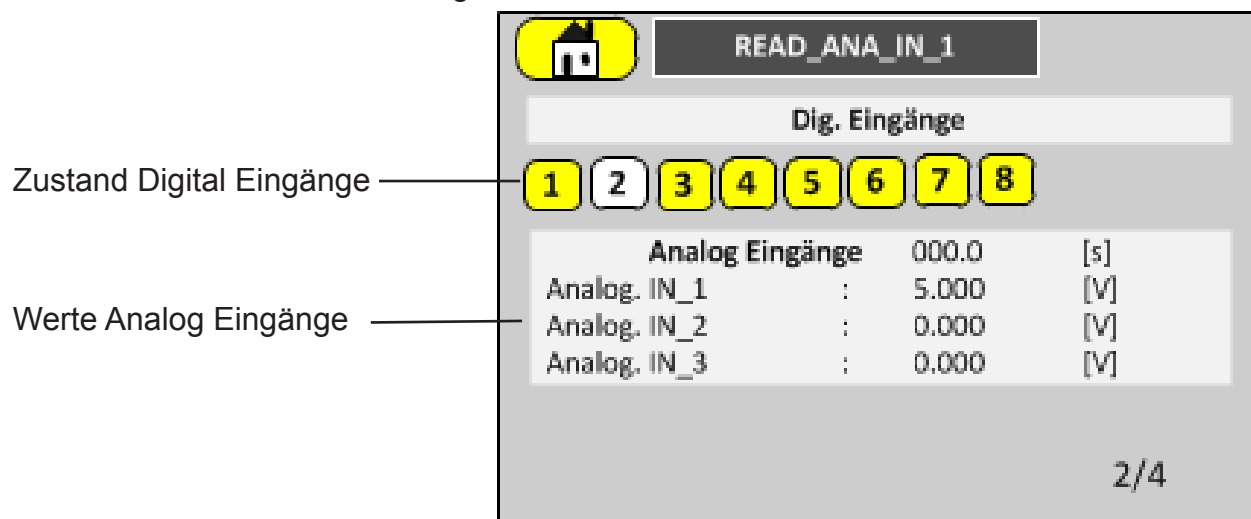 READ_ANA_IN_1
Dig. Eingänge
Zustand Digital Eingänge
1 2 3 4 5 6 7 8
Analog Eingänge 000.0 [s]
Analog. IN_1 : 5.000 [V]
Werte Analog Eingänge
Analog. IN_2 : 0.000 [V]
Analog. IN_3 : 0.000 [V]
2/4